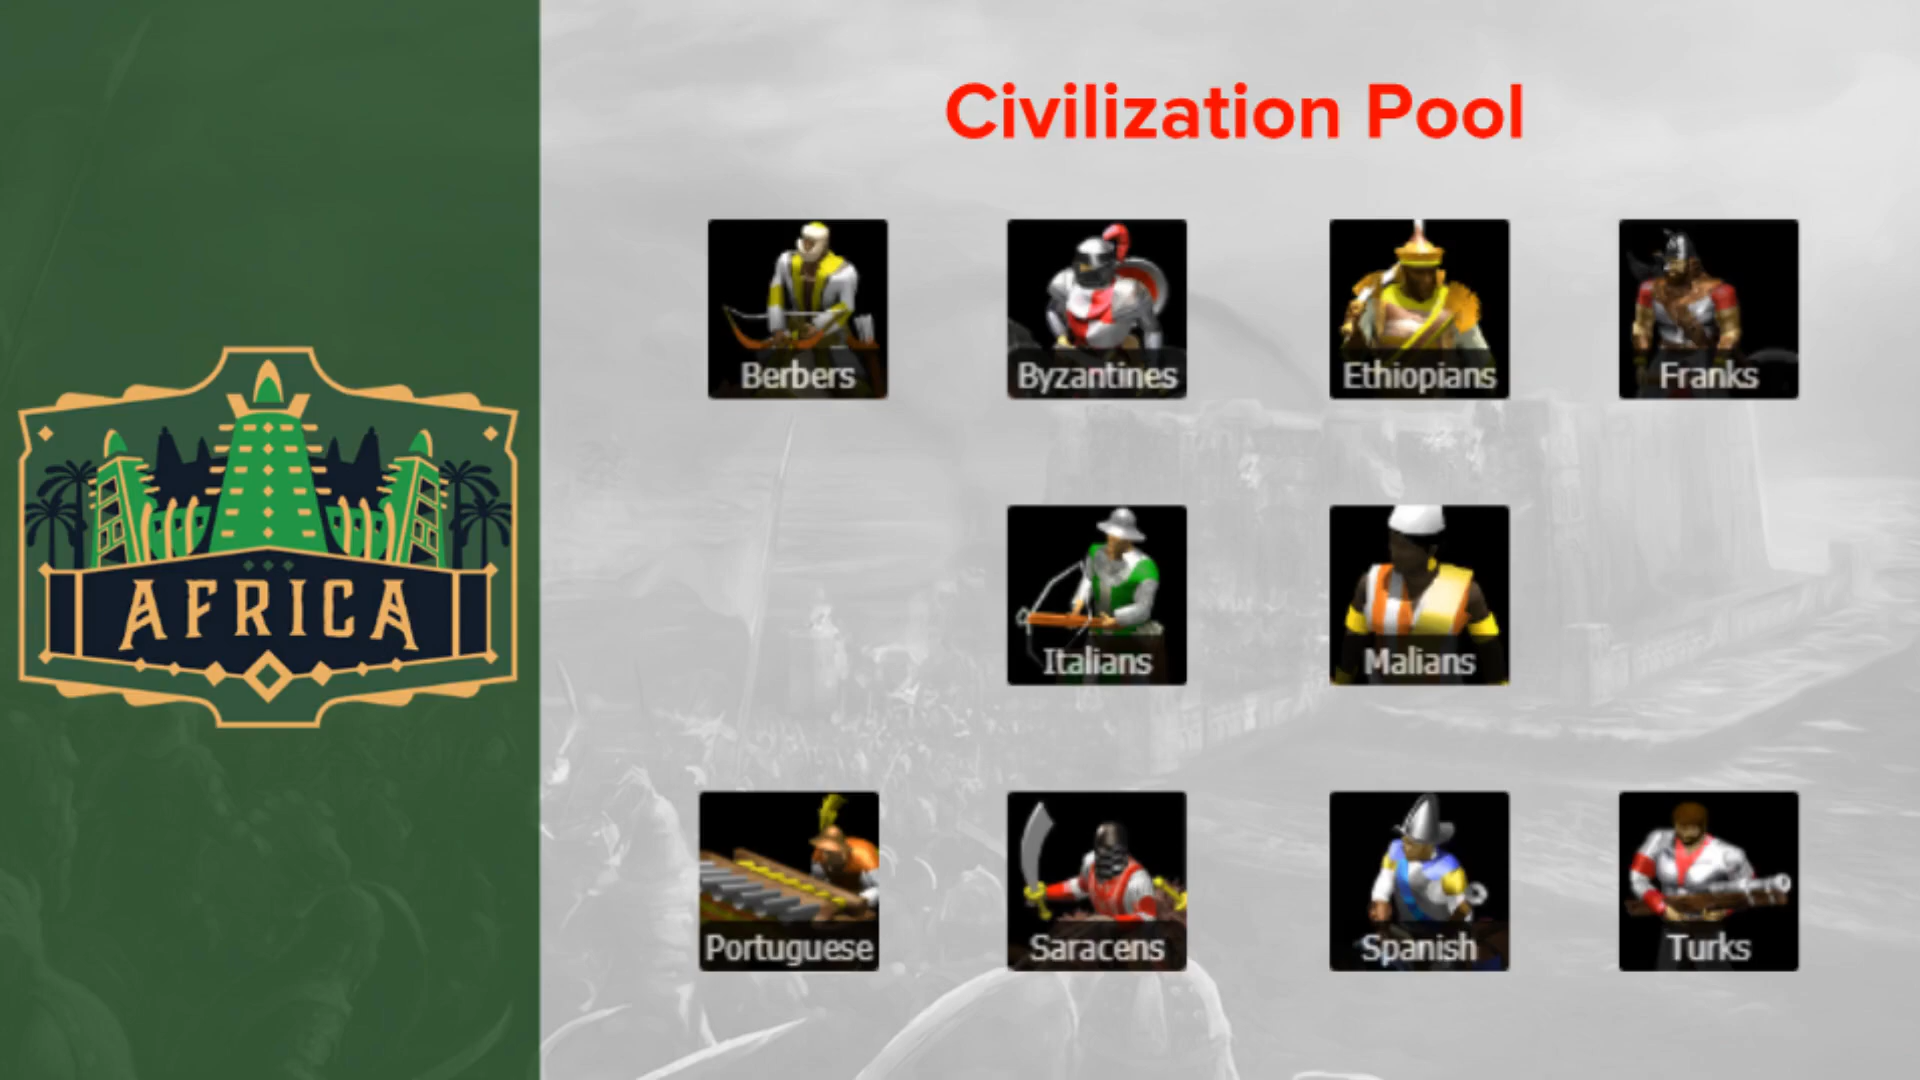 Civilization Pool
Berbers
Byzantines
Ethiopians
Franks
AFRICA
Italians
Malians
Portuguese
Saracens
Spanish
Turks